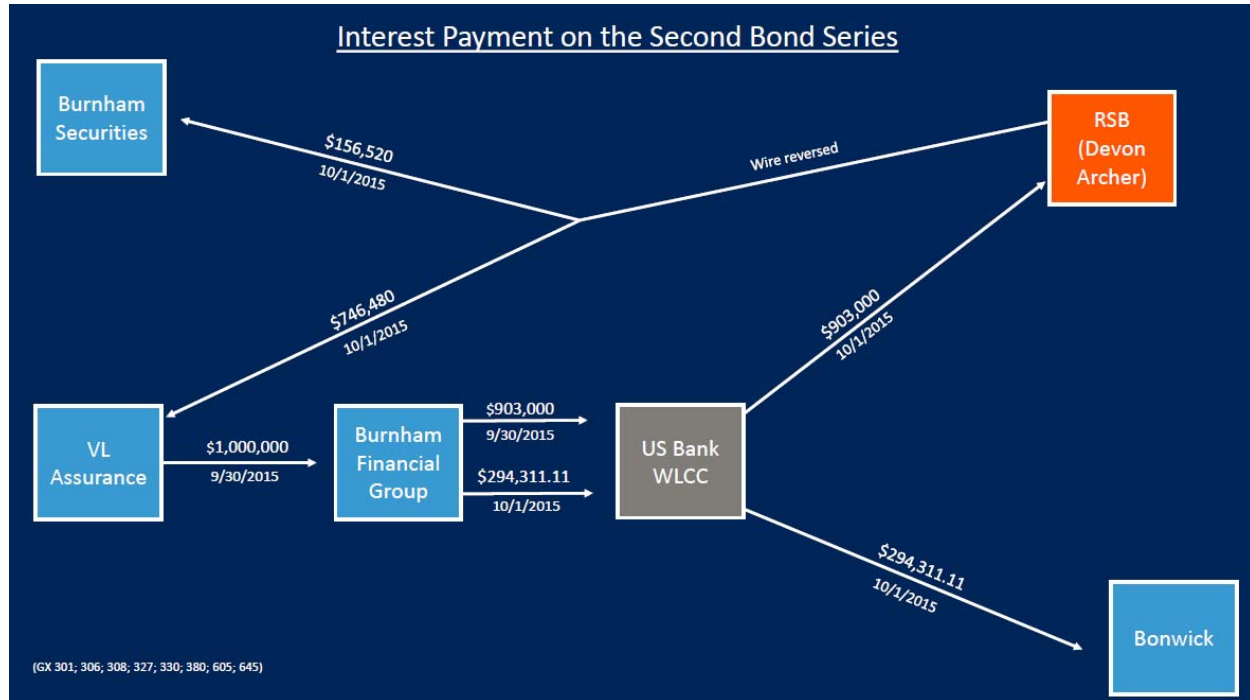 Interest Payment on the Second Bond Series
Burnham
Securities
RSB
(Devon
Archer)
$156,520
10/1/2015
Wire reversed
$746,480
10/1/2015
$903,000
10/1/2015
VL
Assurance
$1,000,000
9/30/2015
Burnham
Financial
Group
$903,000
9/30/2015
$294,311.11
10/1/2015
US Bank
WLCC
$294,311.11
10/1/2015
Bonwick
(GX 301; 306; 308; 327; 330; 380; 605; 645)